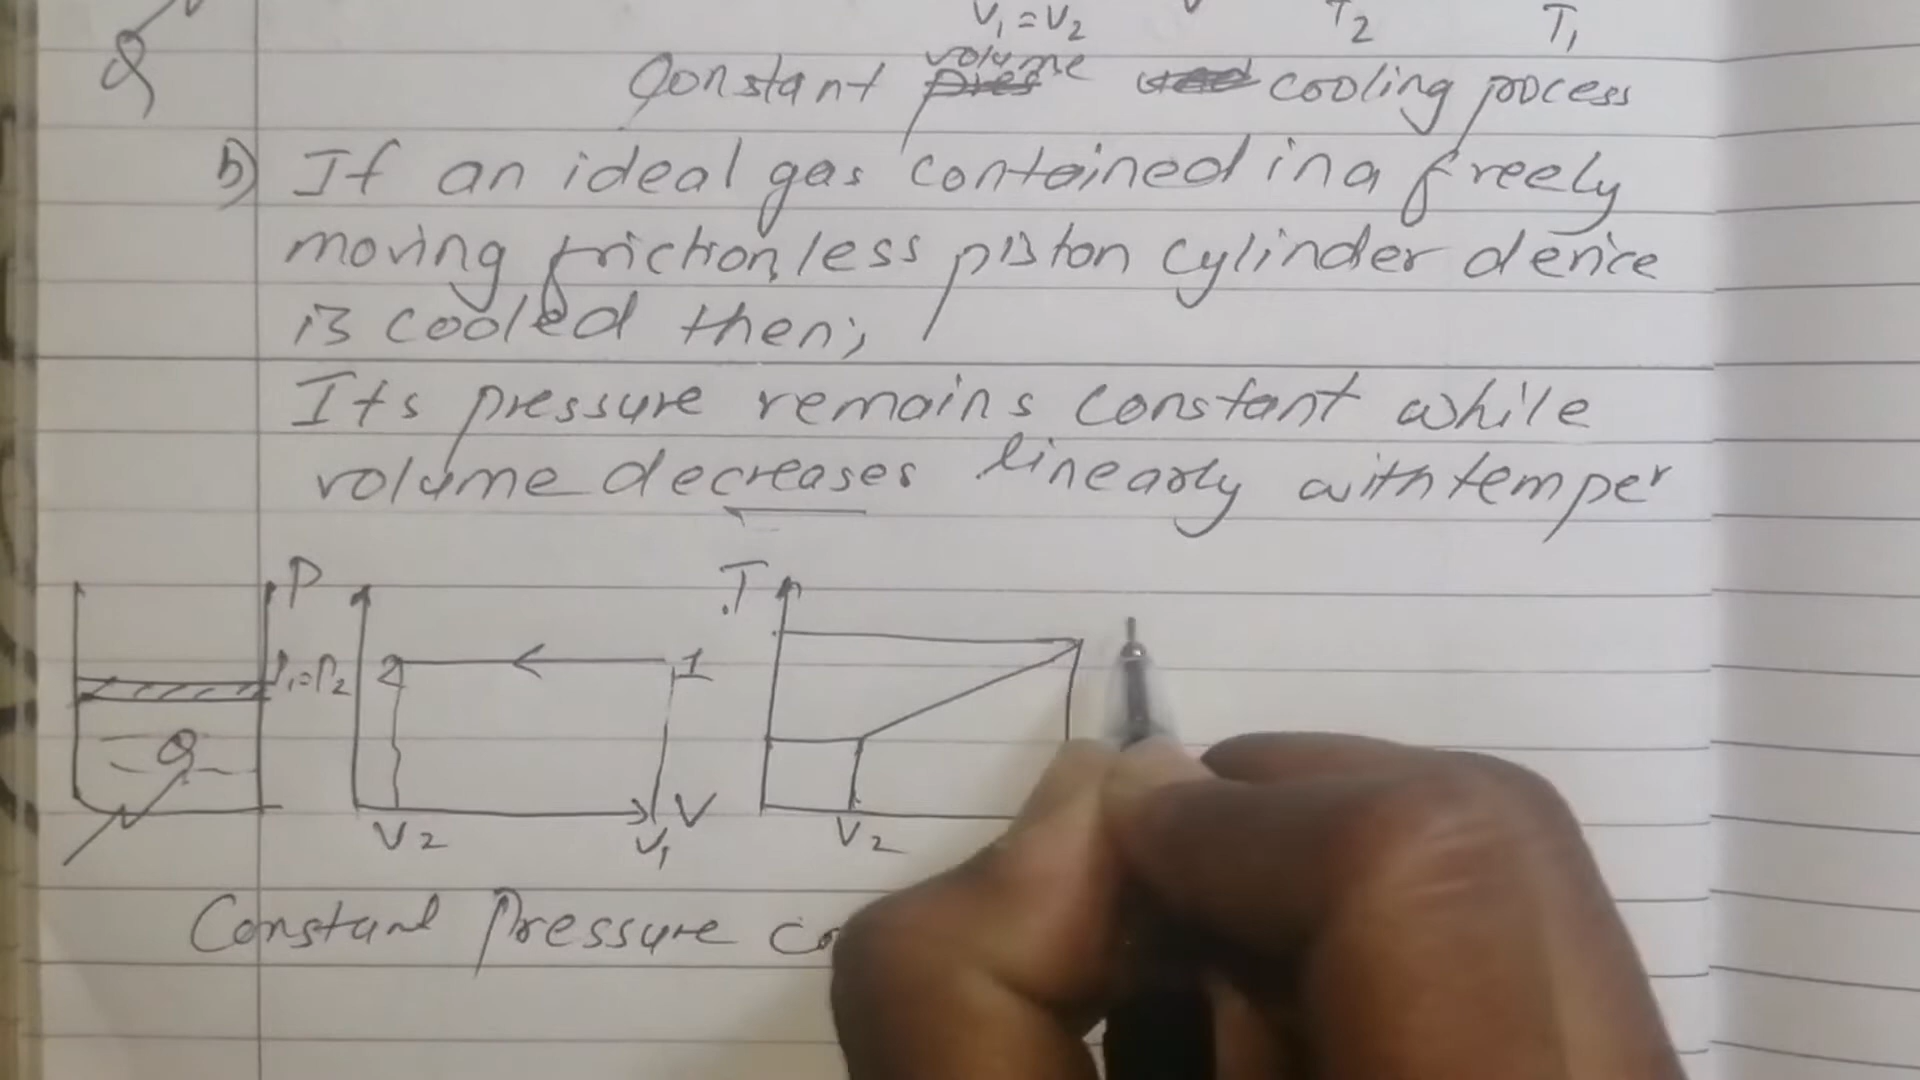 V₁ = V₂ V T₂ T₁
volume
Constant cooling process
b) If an ideal gas contained in a freely
moving frictionless piston cylinder device
is cooled then;
Its pressure remains constant while
volume decreases linearly with temper
P T
P₁=P₂ 2 1
Q
V
V₂ V₁ V₂
Constant Pressure co
Q